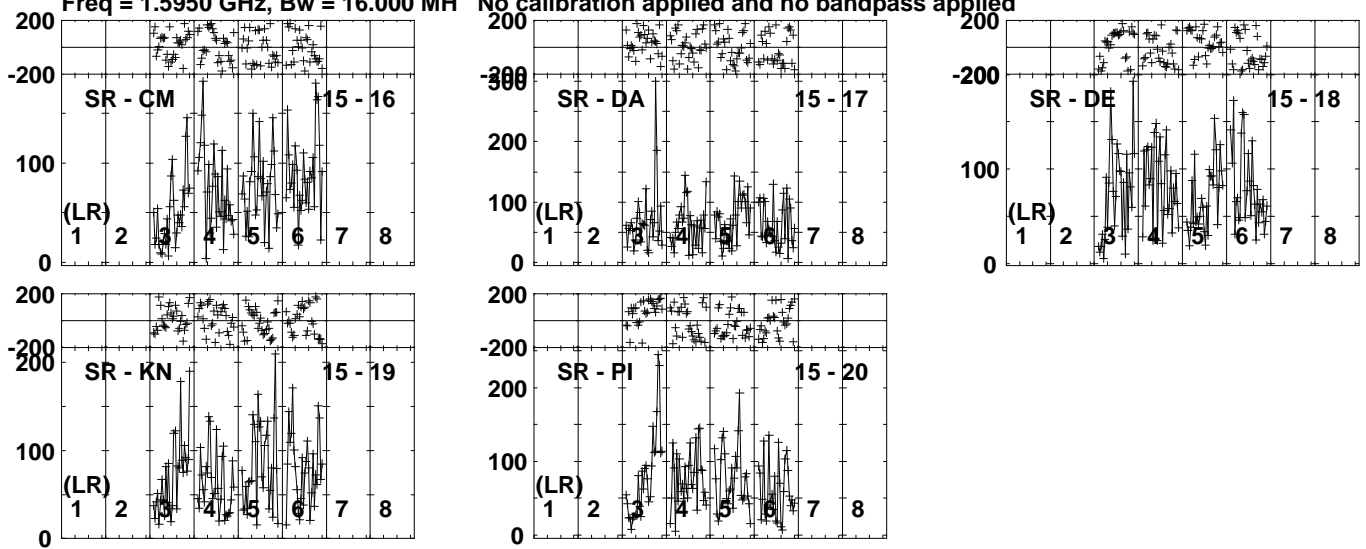 Freq = 1.5950 GHz, Bw = 16.000 MH No calibration applied and no bandpass applied
200
-200
SR - CM 15 - 16
100
(LR)
1 2 3 4 5 6 7 8
0
200
-200
300
SR - DA 15 - 17
200
100
(LR)
1 2 3 4 5 6 7 8
0
200
-200
200
SR - DE 15 - 18
100
(LR)
1 2 3 4 5 6 7 8
0
200
-200
200
SR - KN 15 - 19
100
(LR)
1 2 3 4 5 6 7 8
0
200
-200
SR - PI 15 - 20
200
100
(LR)
1 2 3 4 5 6 7 8
0